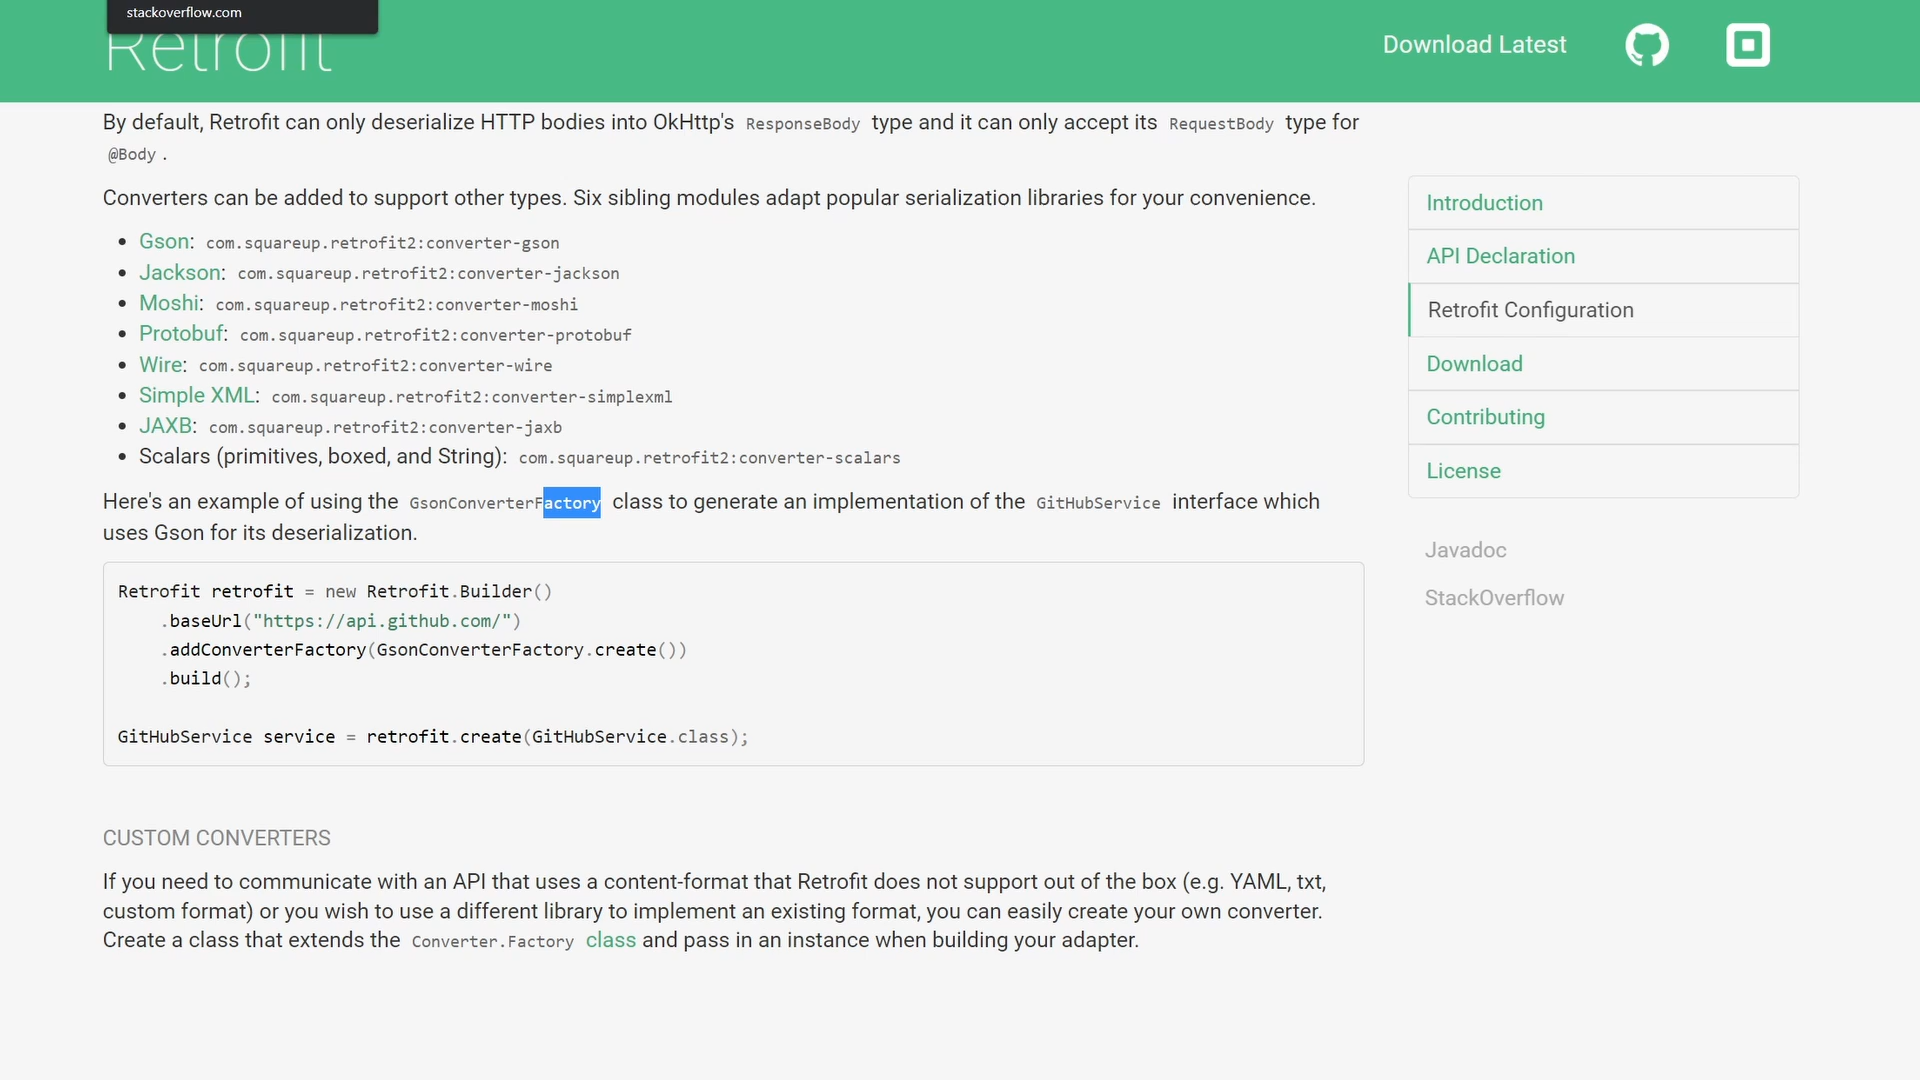 stackoverflow.com
Retrofit
Download Latest
By default, Retrofit can only deserialize HTTP bodies into OkHttp's ResponseBody type and it can only accept its RequestBody type for
@Body .
Converters can be added to support other types. Six sibling modules adapt popular serialization libraries for your convenience.
• Gson: com.squareup.retrofit2:converter-gson
• Jackson: com.squareup.retrofit2:converter-jackson
• Moshi: com.squareup.retrofit2:converter-moshi
• Protobuf: com.squareup.retrofit2:converter-protobuf
• Wire: com.squareup.retrofit2:converter-wire
• Simple XML: com.squareup.retrofit2:converter-simplexml
• JAXB: com.squareup.retrofit2:converter-jaxb
• Scalars (primitives, boxed, and String): com.squareup.retrofit2:converter-scalars
Here's an example of using the GsonConverterFactory class to generate an implementation of the GitHubService interface which
uses Gson for its deserialization.
Retrofit retrofit = new Retrofit.Builder()
    .baseUrl("https://api.github.com/")
    .addConverterFactory(GsonConverterFactory.create())
    .build();
GitHubService service = retrofit.create(GitHubService.class);
CUSTOM CONVERTERS
If you need to communicate with an API that uses a content-format that Retrofit does not support out of the box (e.g. YAML, txt,
custom format) or you wish to use a different library to implement an existing format, you can easily create your own converter.
Create a class that extends the Converter.Factory class and pass in an instance when building your adapter.
Introduction
API Declaration
Retrofit Configuration
Download
Contributing
License
Javadoc
StackOverflow